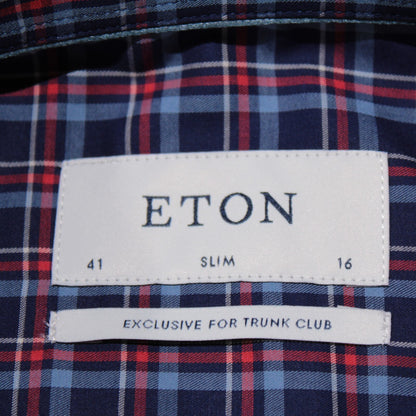 ETON
41 SLIM 16
EXCLUSIVE FOR TRUNK CLUB